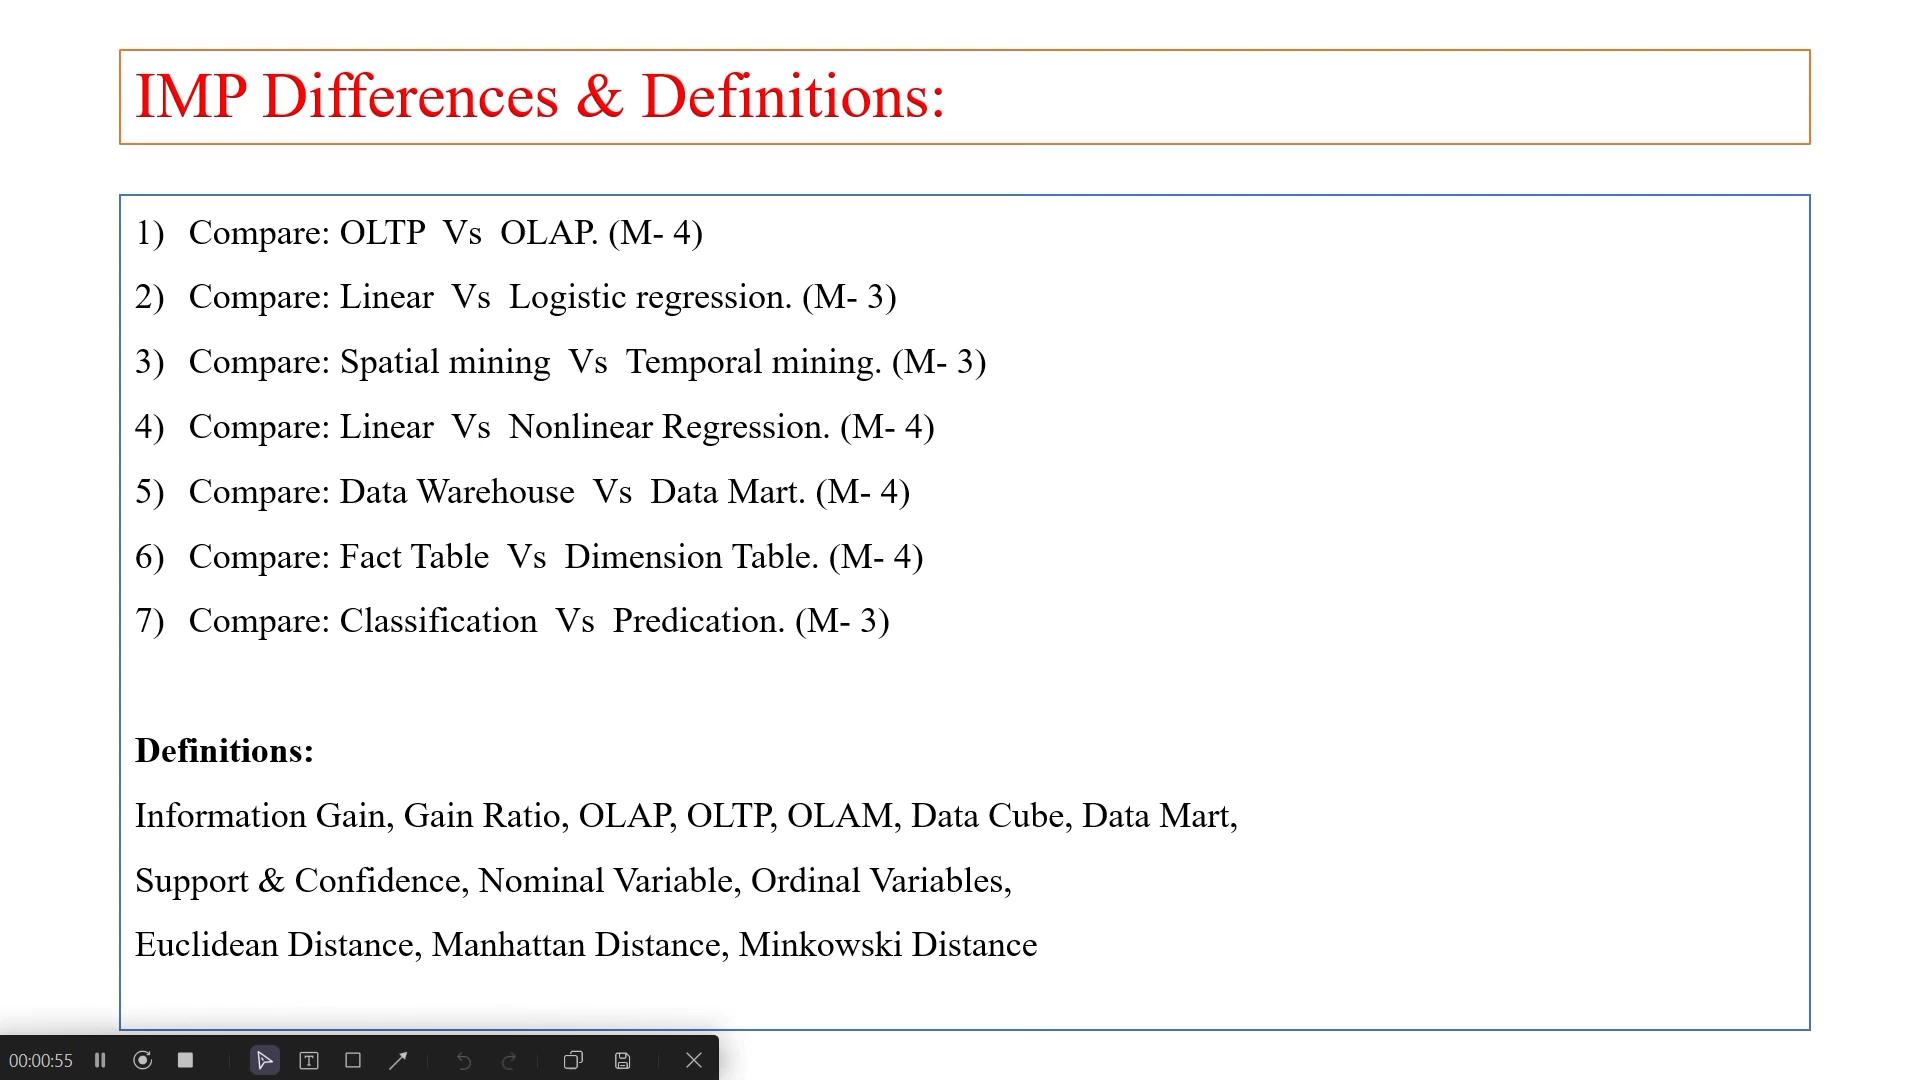 IMP Differences & Definitions:
1) Compare: OLTP Vs OLAP. (M- 4)
2) Compare: Linear Vs Logistic regression. (M- 3)
3) Compare: Spatial mining Vs Temporal mining. (M- 3)
4) Compare: Linear Vs Nonlinear Regression. (M- 4)
5) Compare: Data Warehouse Vs Data Mart. (M- 4)
6) Compare: Fact Table Vs Dimension Table. (M- 4)
7) Compare: Classification Vs Predication. (M- 3)
Definitions:
Information Gain, Gain Ratio, OLAP, OLTP, OLAM, Data Cube, Data Mart,
Support & Confidence, Nominal Variable, Ordinal Variables,
Euclidean Distance, Manhattan Distance, Minkowski Distance
00:00:55